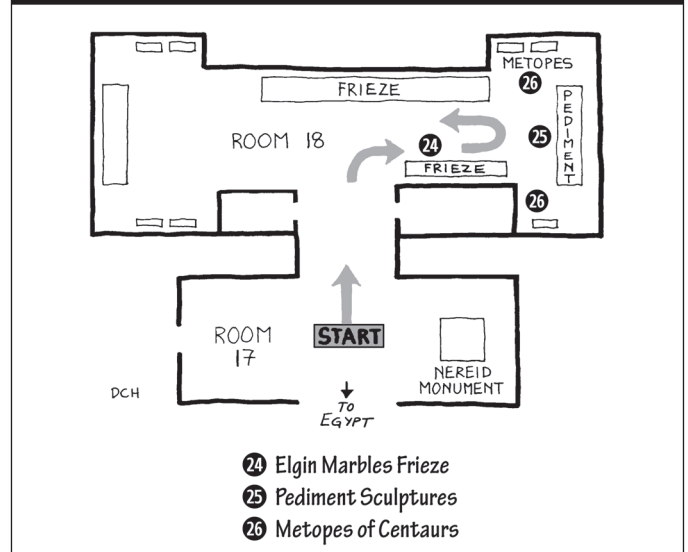 METOPES
26
FRIEZE
PEDIMENT
25
ROOM 18
24
FRIEZE
26
START
ROOM
17
NEREID
MONUMENT
DCH
TO
EGYPT
24 Elgin Marbles Frieze
25 Pediment Sculptures
26 Metopes of Centaurs